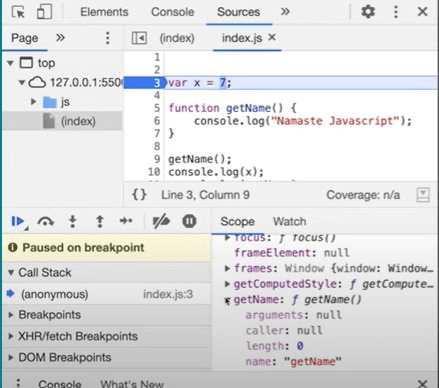 Elements Console Sources »
Page » (index) index.js ×
top
127.0.0.1:550
js
(index)
1
2
3 var x = 7;
4
5 function getName() {
6 console.log("Namaste Javascript");
7 }
8
9 getName();
10 console.log(x);
{} Line 3, Column 9 Coverage: n/a
Scope Watch
Paused on breakpoint
Call Stack
(anonymous) index.js:3
Breakpoints
XHR/fetch Breakpoints
DOM Breakpoints
focus: ƒ focus()
frameElement: null
frames: Window {window: Window…
getComputedStyle: ƒ getCompute…
getName: ƒ getName()
arguments: null
caller: null
length: 0
name: "getName"
Console What's New